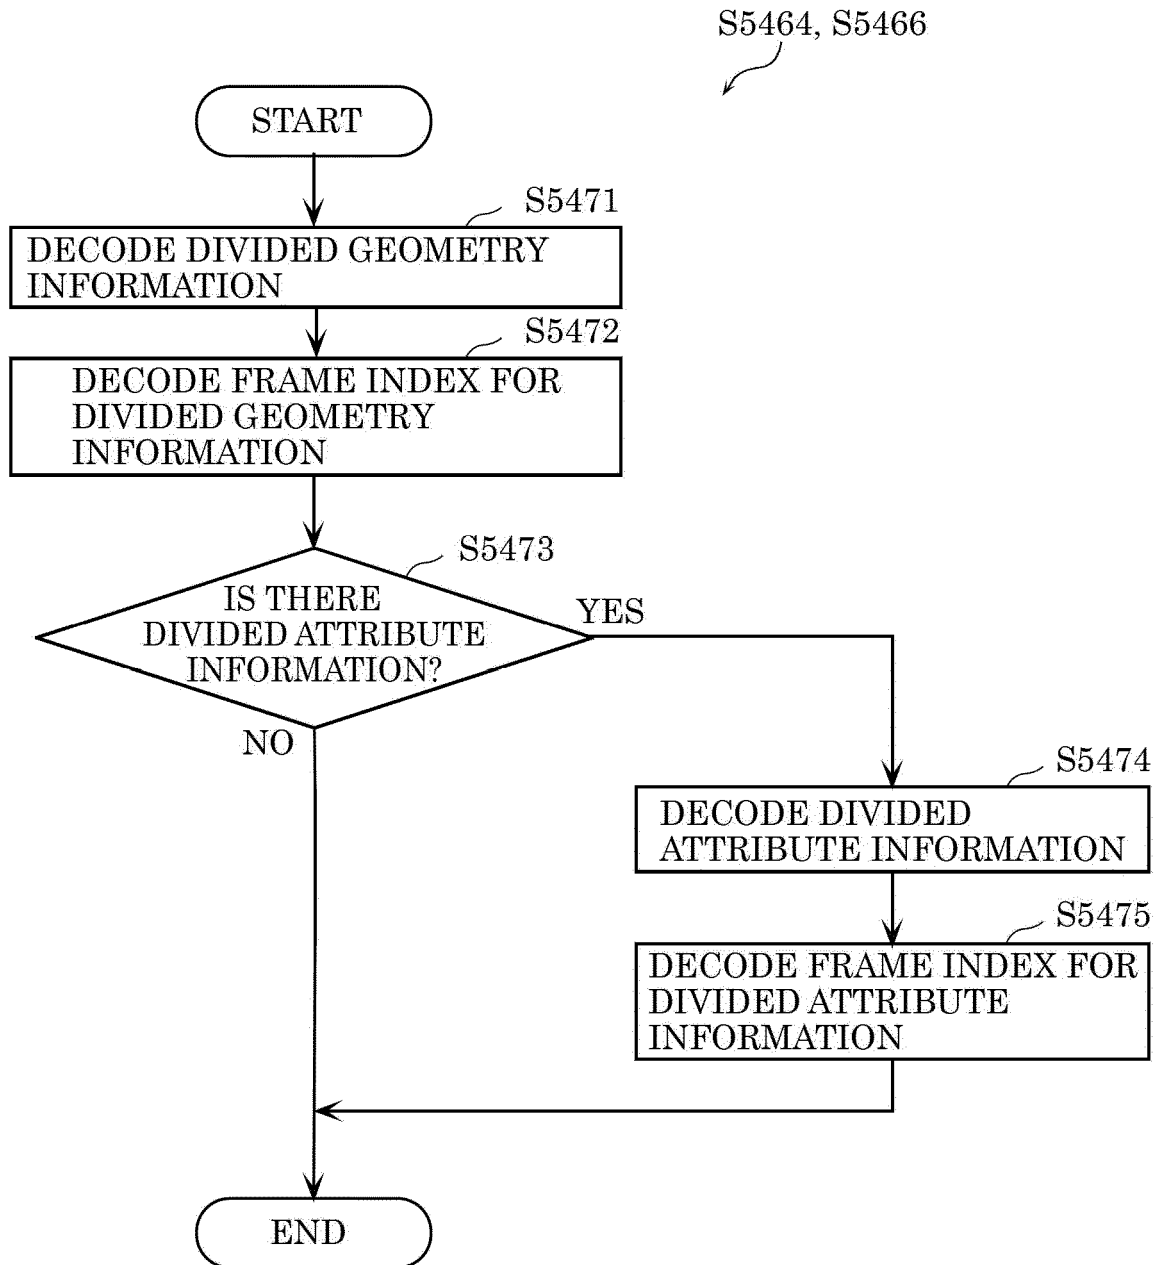 S5464, S5466
START
S5471
DECODE DIVIDED GEOMETRY
INFORMATION
S5472
DECODE FRAME INDEX FOR
DIVIDED GEOMETRY
INFORMATION
S5473
IS THERE
DIVIDED ATTRIBUTE
INFORMATION?
YES
NO
S5474
DECODE DIVIDED
ATTRIBUTE INFORMATION
S5475
DECODE FRAME INDEX FOR
DIVIDED ATTRIBUTE
INFORMATION
END